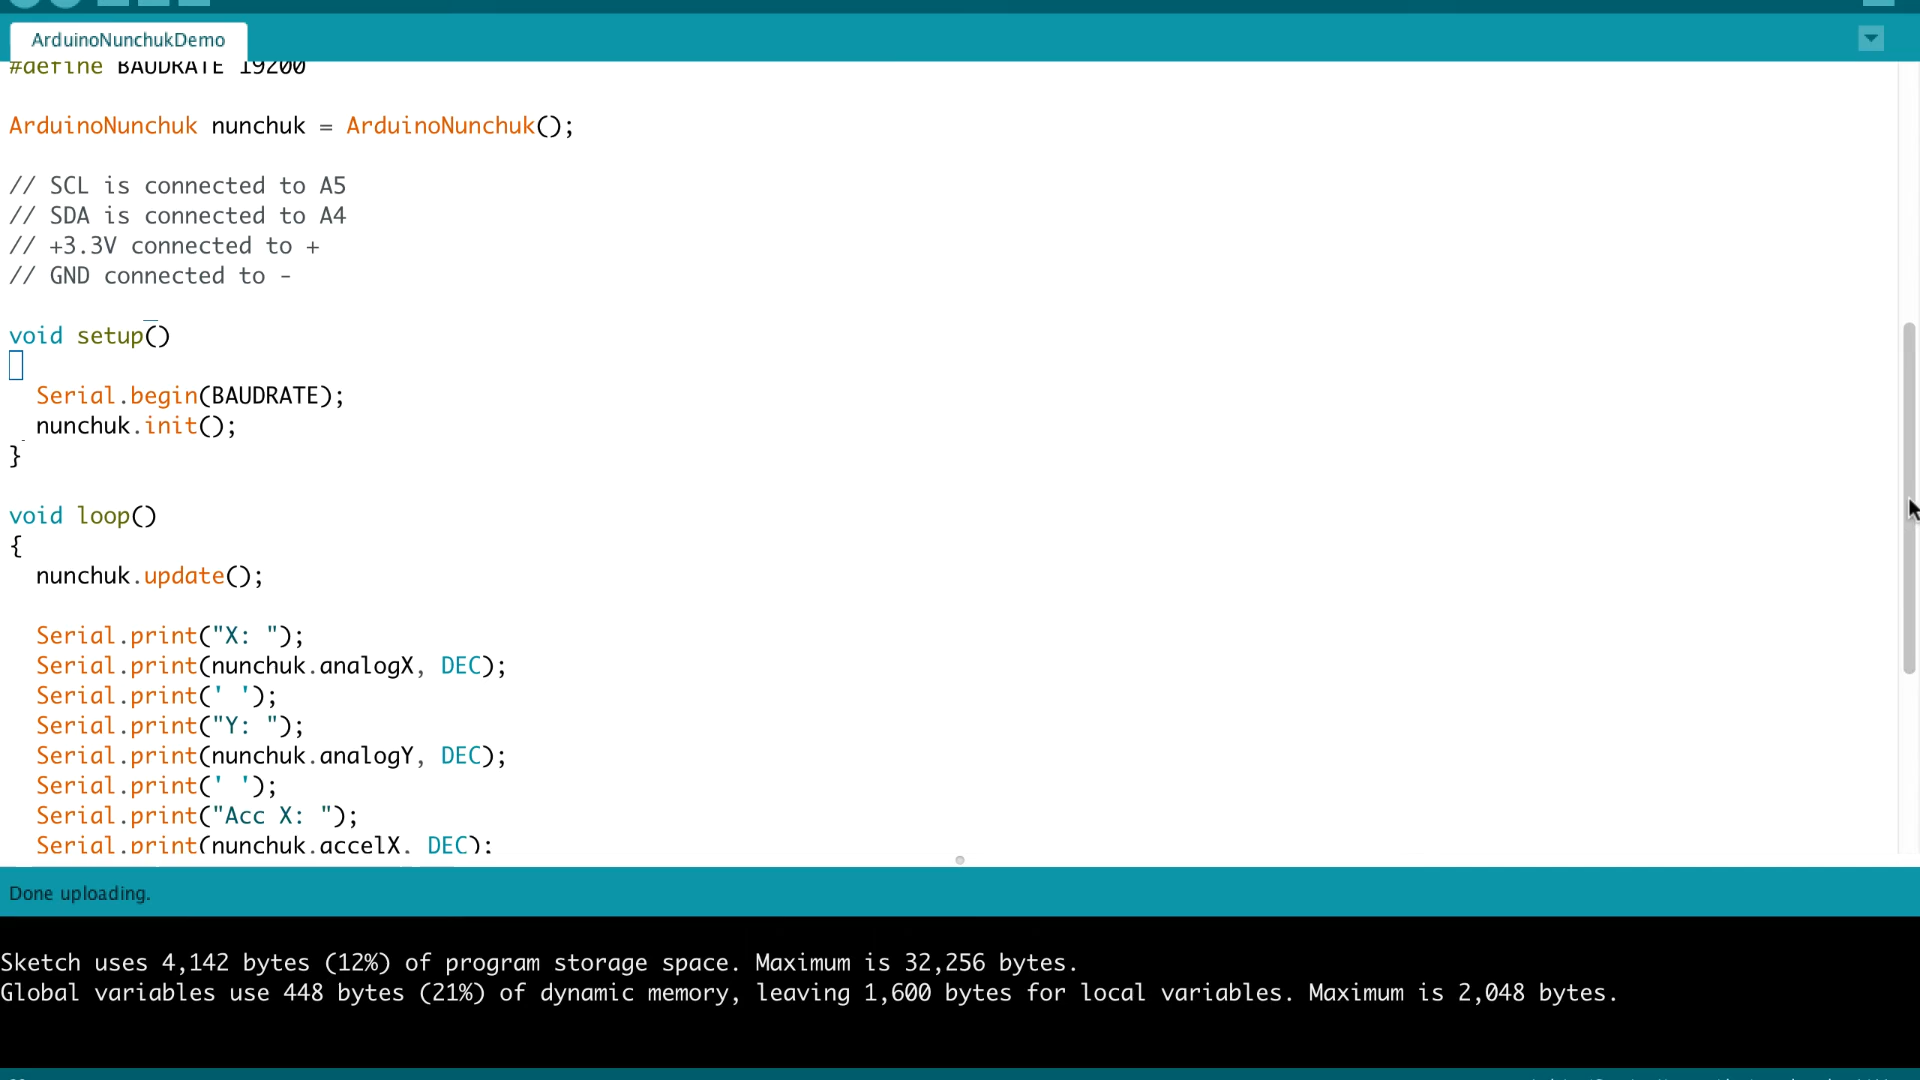 ArduinoNunchukDemo
#define BAUDRATE 19200
ArduinoNunchuk nunchuk = ArduinoNunchuk();
// SCL is connected to A5
// SDA is connected to A4
// +3.3V connected to +
// GND connected to -
void setup()
  Serial.begin(BAUDRATE);
  nunchuk.init();
}
void loop()
{
  nunchuk.update();
  Serial.print("X: ");
  Serial.print(nunchuk.analogX, DEC);
  Serial.print(' ');
  Serial.print("Y: ");
  Serial.print(nunchuk.analogY, DEC);
  Serial.print(' ');
  Serial.print("Acc X: ");
  Serial.print(nunchuk.accelX, DEC);
Done uploading.
Sketch uses 4,142 bytes (12%) of program storage space. Maximum is 32,256 bytes.
Global variables use 448 bytes (21%) of dynamic memory, leaving 1,600 bytes for local variables. Maximum is 2,048 bytes.